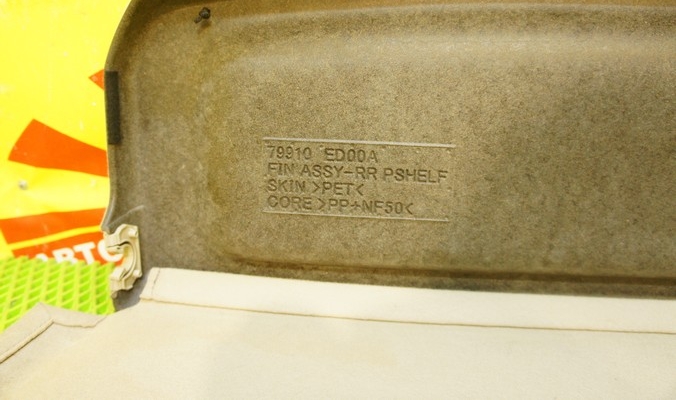 79910 ED00A
FIN ASSY-RR PSHELF
SKIN >PET<
CORE >PP+NF50<